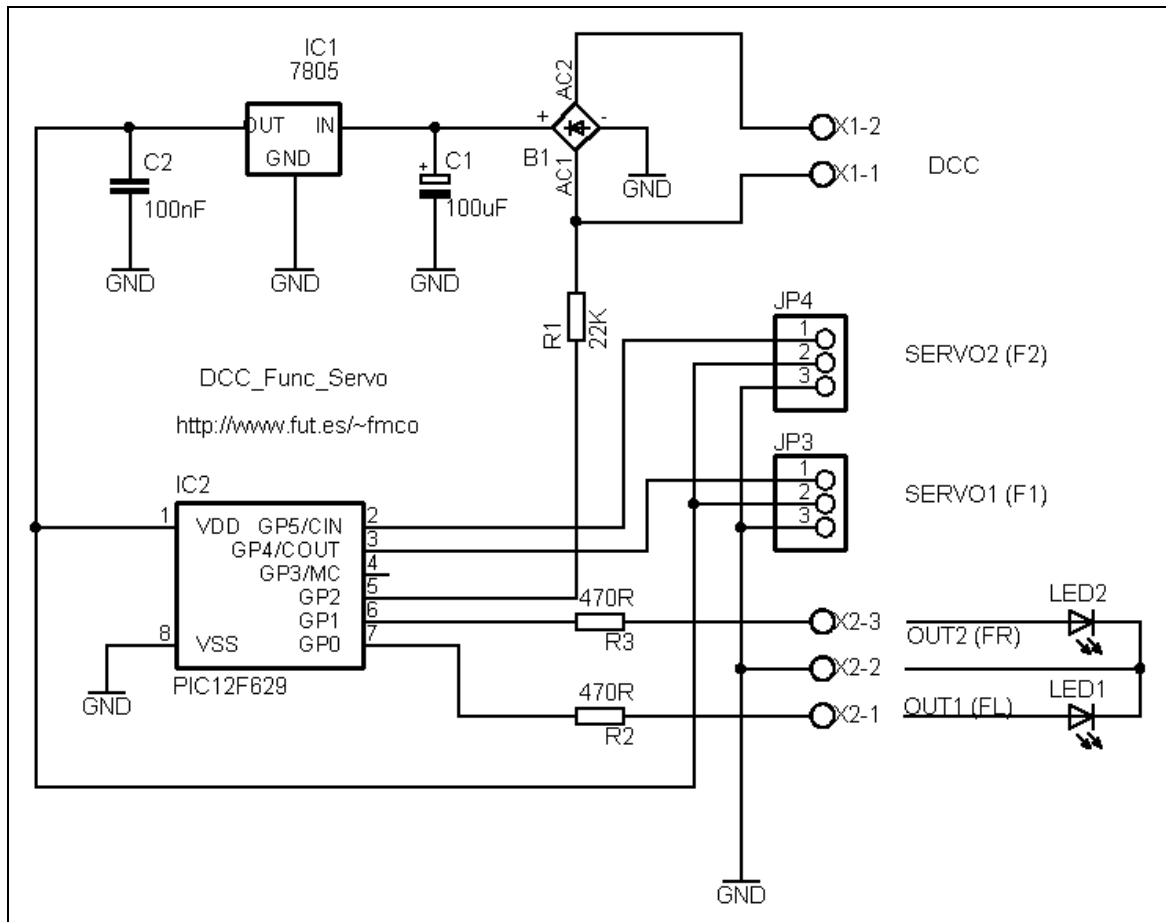 IC1
7805
OUT
IN
GND
AC2
+
-
B1
AC1
GND
X1-2
X1-1
DCC
C2
100nF
+
C1
100uF
GND
GND
GND
R1
22K
JP4
1
2
3
SERVO2 (F2)
DCC_Func_Servo
http://www.fut.es/~fmco
JP3
1
2
3
SERVO1 (F1)
IC2
1
VDD
GP5/CIN
2
GP4/COUT
3
GP3/MC
4
GP2
5
GP1
6
8
VSS
GP0
7
PIC12F629
GND
470R
R3
X2-3
OUT2 (FR)
LED2
X2-2
470R
R2
X2-1
OUT1 (FL)
LED1
GND